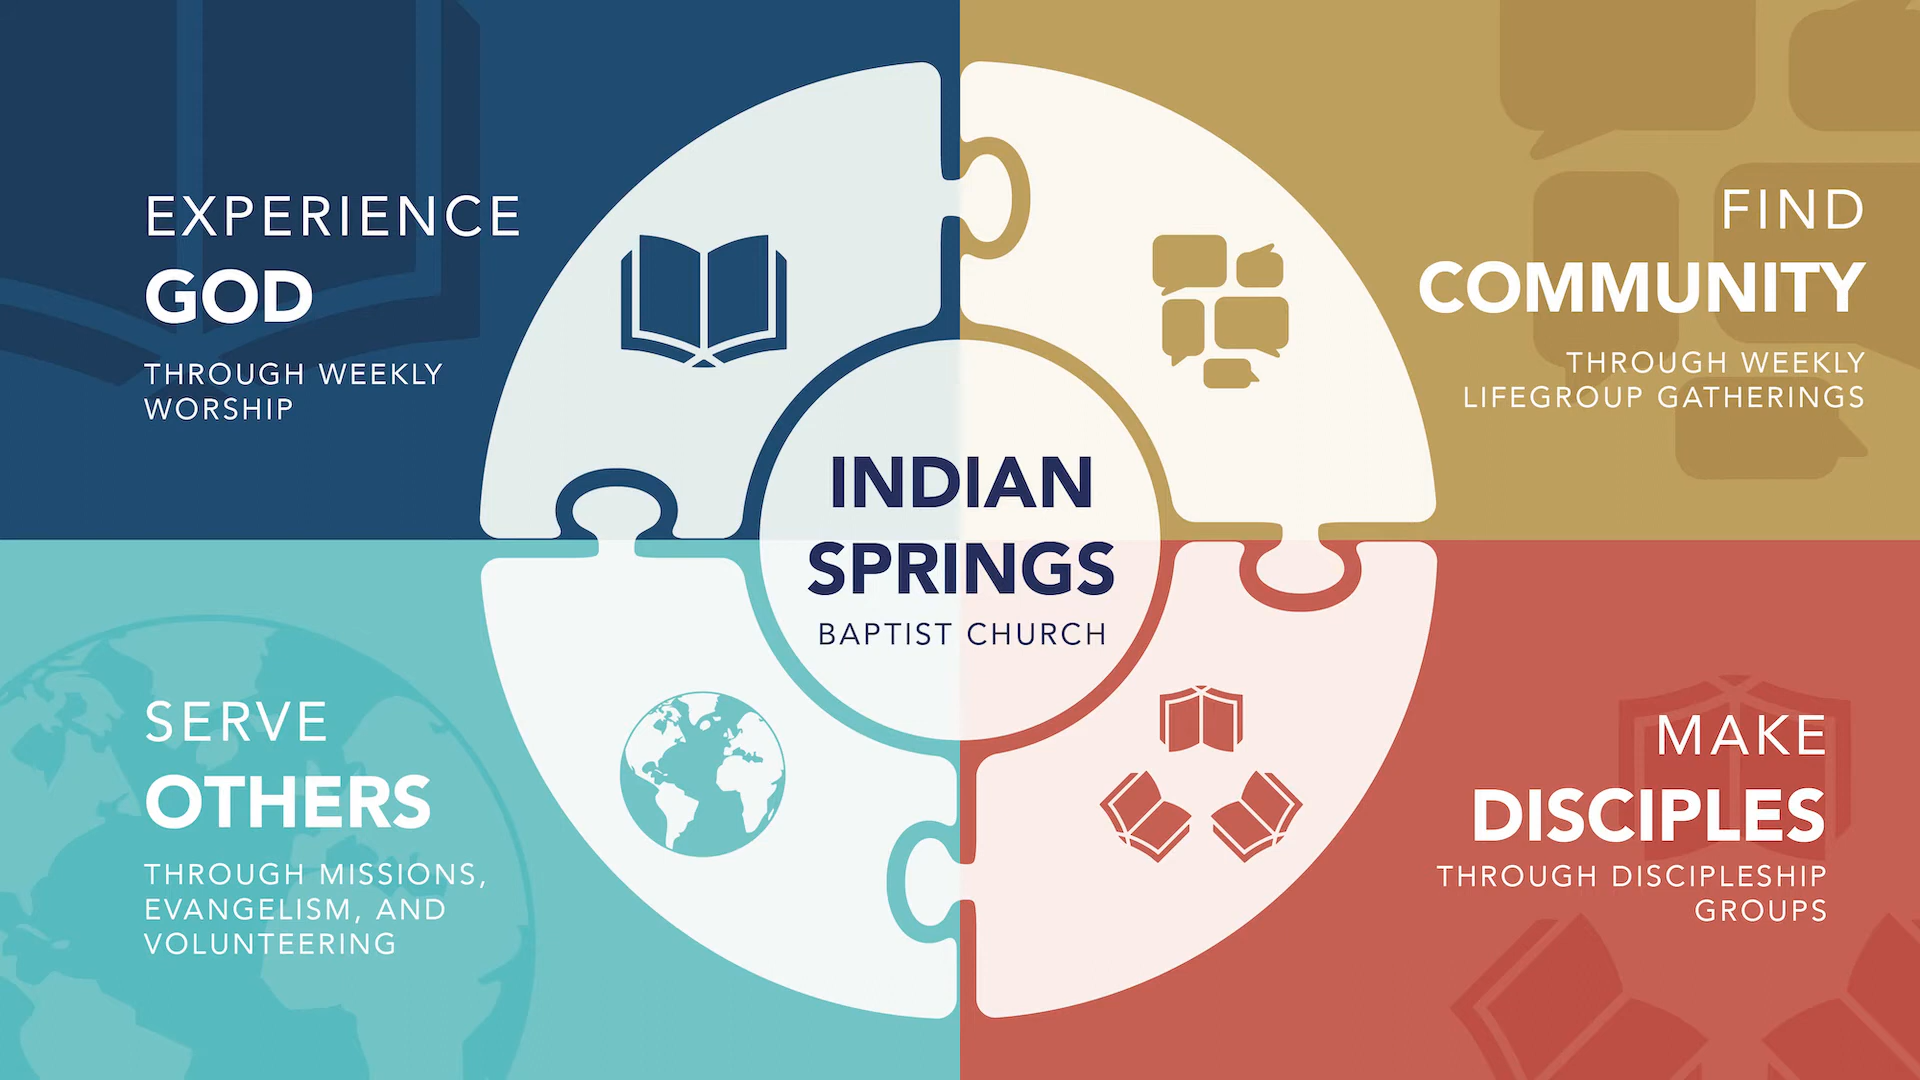 EXPERIENCE
GOD
THROUGH WEEKLY
WORSHIP
FIND
COMMUNITY
THROUGH WEEKLY
LIFEGROUP GATHERINGS
INDIAN
SPRINGS
BAPTIST CHURCH
SERVE
OTHERS
THROUGH MISSIONS,
EVANGELISM, AND
VOLUNTEERING
MAKE
DISCIPLES
THROUGH DISCIPLESHIP
GROUPS